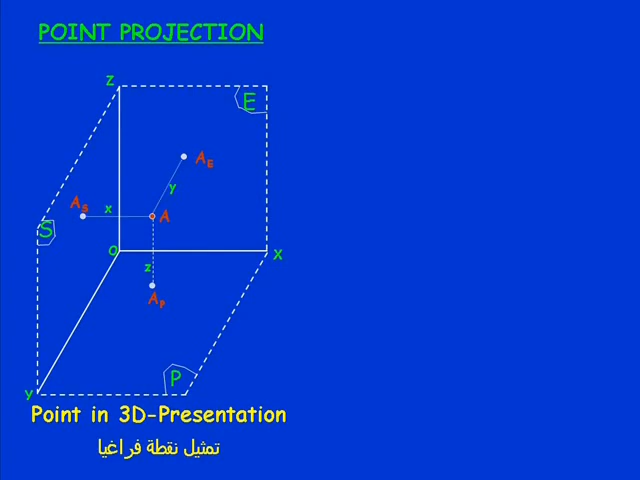 POINT PROJECTION
Z
E
A_E
y
A_S
x
A
S
O
X
z
A_P
P
Y
Point in 3D-Presentation
تمثيل نقطة فراغيا